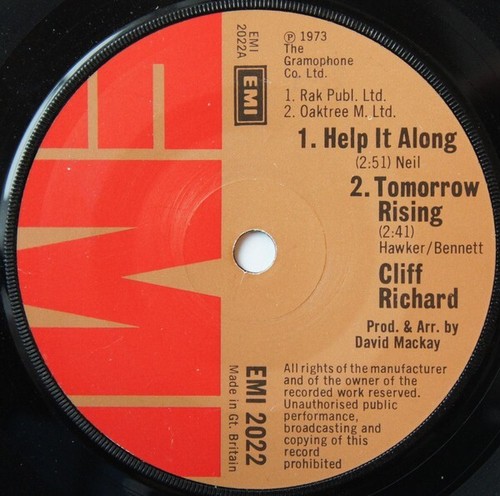 EMI
2022A
EMI
℗ 1973
The
Gramophone
Co. Ltd.
1. Rak Publ. Ltd.
2. Oaktree M. Ltd.
1. Help It Along
(2:51) Neil
2. Tomorrow
Rising
(2:41)
Hawker/Bennett
Cliff
Richard
Prod. & Arr. by
David Mackay
EMI 2022
Made in Gt. Britain
All rights of the manufacturer
and of the owner of the
recorded work reserved.
Unauthorised public
performance,
broadcasting and
copying of this
record
prohibited
EMI